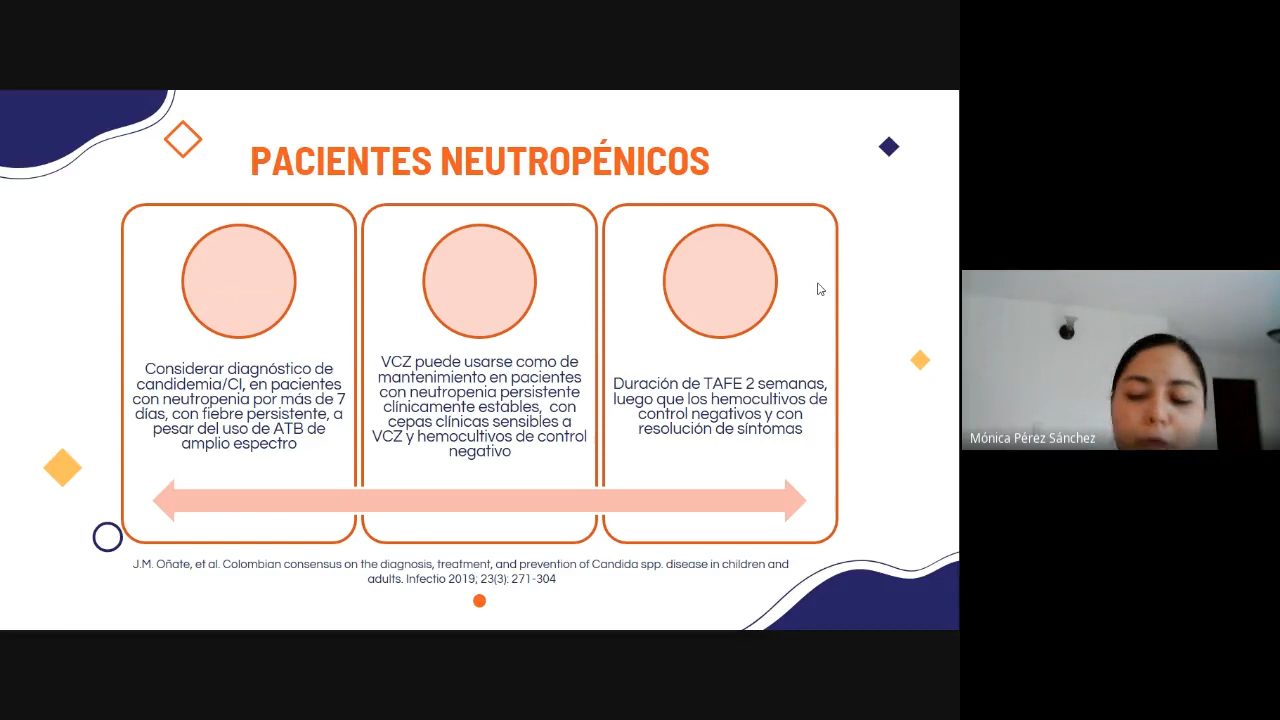 PACIENTES NEUTROPÉNICOS
Considerar diagnóstico de
candidemia/CI, en pacientes
con neutropenia por más de 7
días, con fiebre persistente, a
pesar del uso de ATB de
amplio espectro
VCZ puede usarse como de
mantenimiento en pacientes
con neutropenia persistente
clínicamente estables, con
cepas clínicas sensibles a
VCZ y hemocultivos de control
negativo
Duración de TAFE 2 semanas,
luego que los hemocultivos de
control negativos y con
resolución de síntomas
J.M. Oñate, et al. Colombian consensus on the diagnosis, treatment, and prevention of Candida spp. disease in children and
adults. Infectio 2019; 23(3): 271-304
Mónica Pérez Sánchez